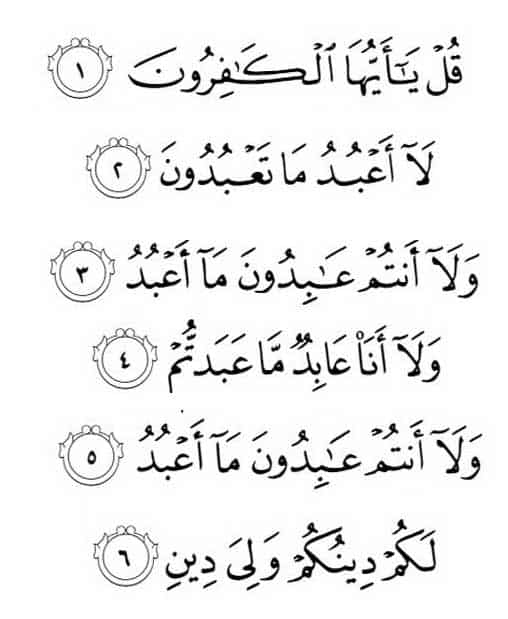 قُلْ يَـٰٓأَيُّهَا ٱلْكَـٰفِرُونَ ١
لَآ أَعْبُدُ مَا تَعْبُدُونَ ٢
وَلَآ أَنتُمْ عَـٰبِدُونَ مَآ أَعْبُدُ ٣
وَلَآ أَنَا۠ عَابِدٌ مَّا عَبَدتُّمْ ٤
وَلَآ أَنتُمْ عَـٰبِدُونَ مَآ أَعْبُدُ ٥
لَكُمْ دِينُكُمْ وَلِىَ دِينِ ٦